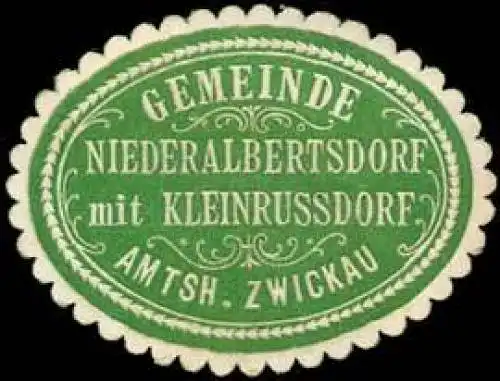 GEMEINDE
NIEDERALBERTSDORF
mit KLEINRUSSDORF.
AMTSH. ZWICKAU